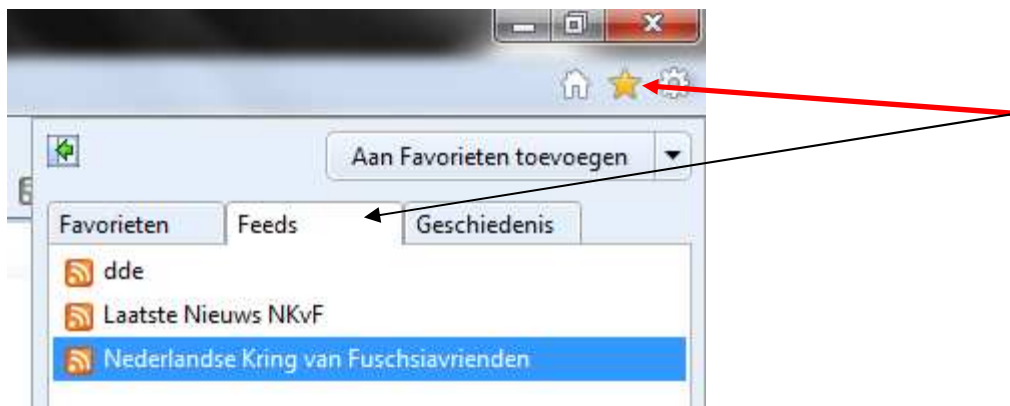 Aan Favorieten toevoegen
Favorieten Feeds Geschiedenis
dde
Laatste Nieuws NKvF
Nederlandse Kring van Fuschsiavrienden